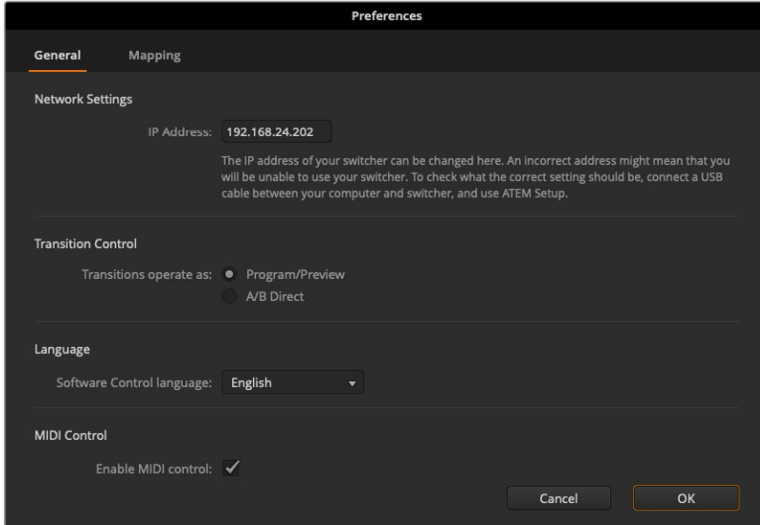 Preferences
General Mapping
Network Settings
IP Address: 192.168.24.202
The IP address of your switcher can be changed here. An incorrect address might mean that you
will be unable to use your switcher. To check what the correct setting should be, connect a USB
cable between your computer and switcher, and use ATEM Setup.
Transition Control
Transitions operate as: Program/Preview
A/B Direct
Language
Software Control language: English
MIDI Control
Enable MIDI control:
Cancel OK